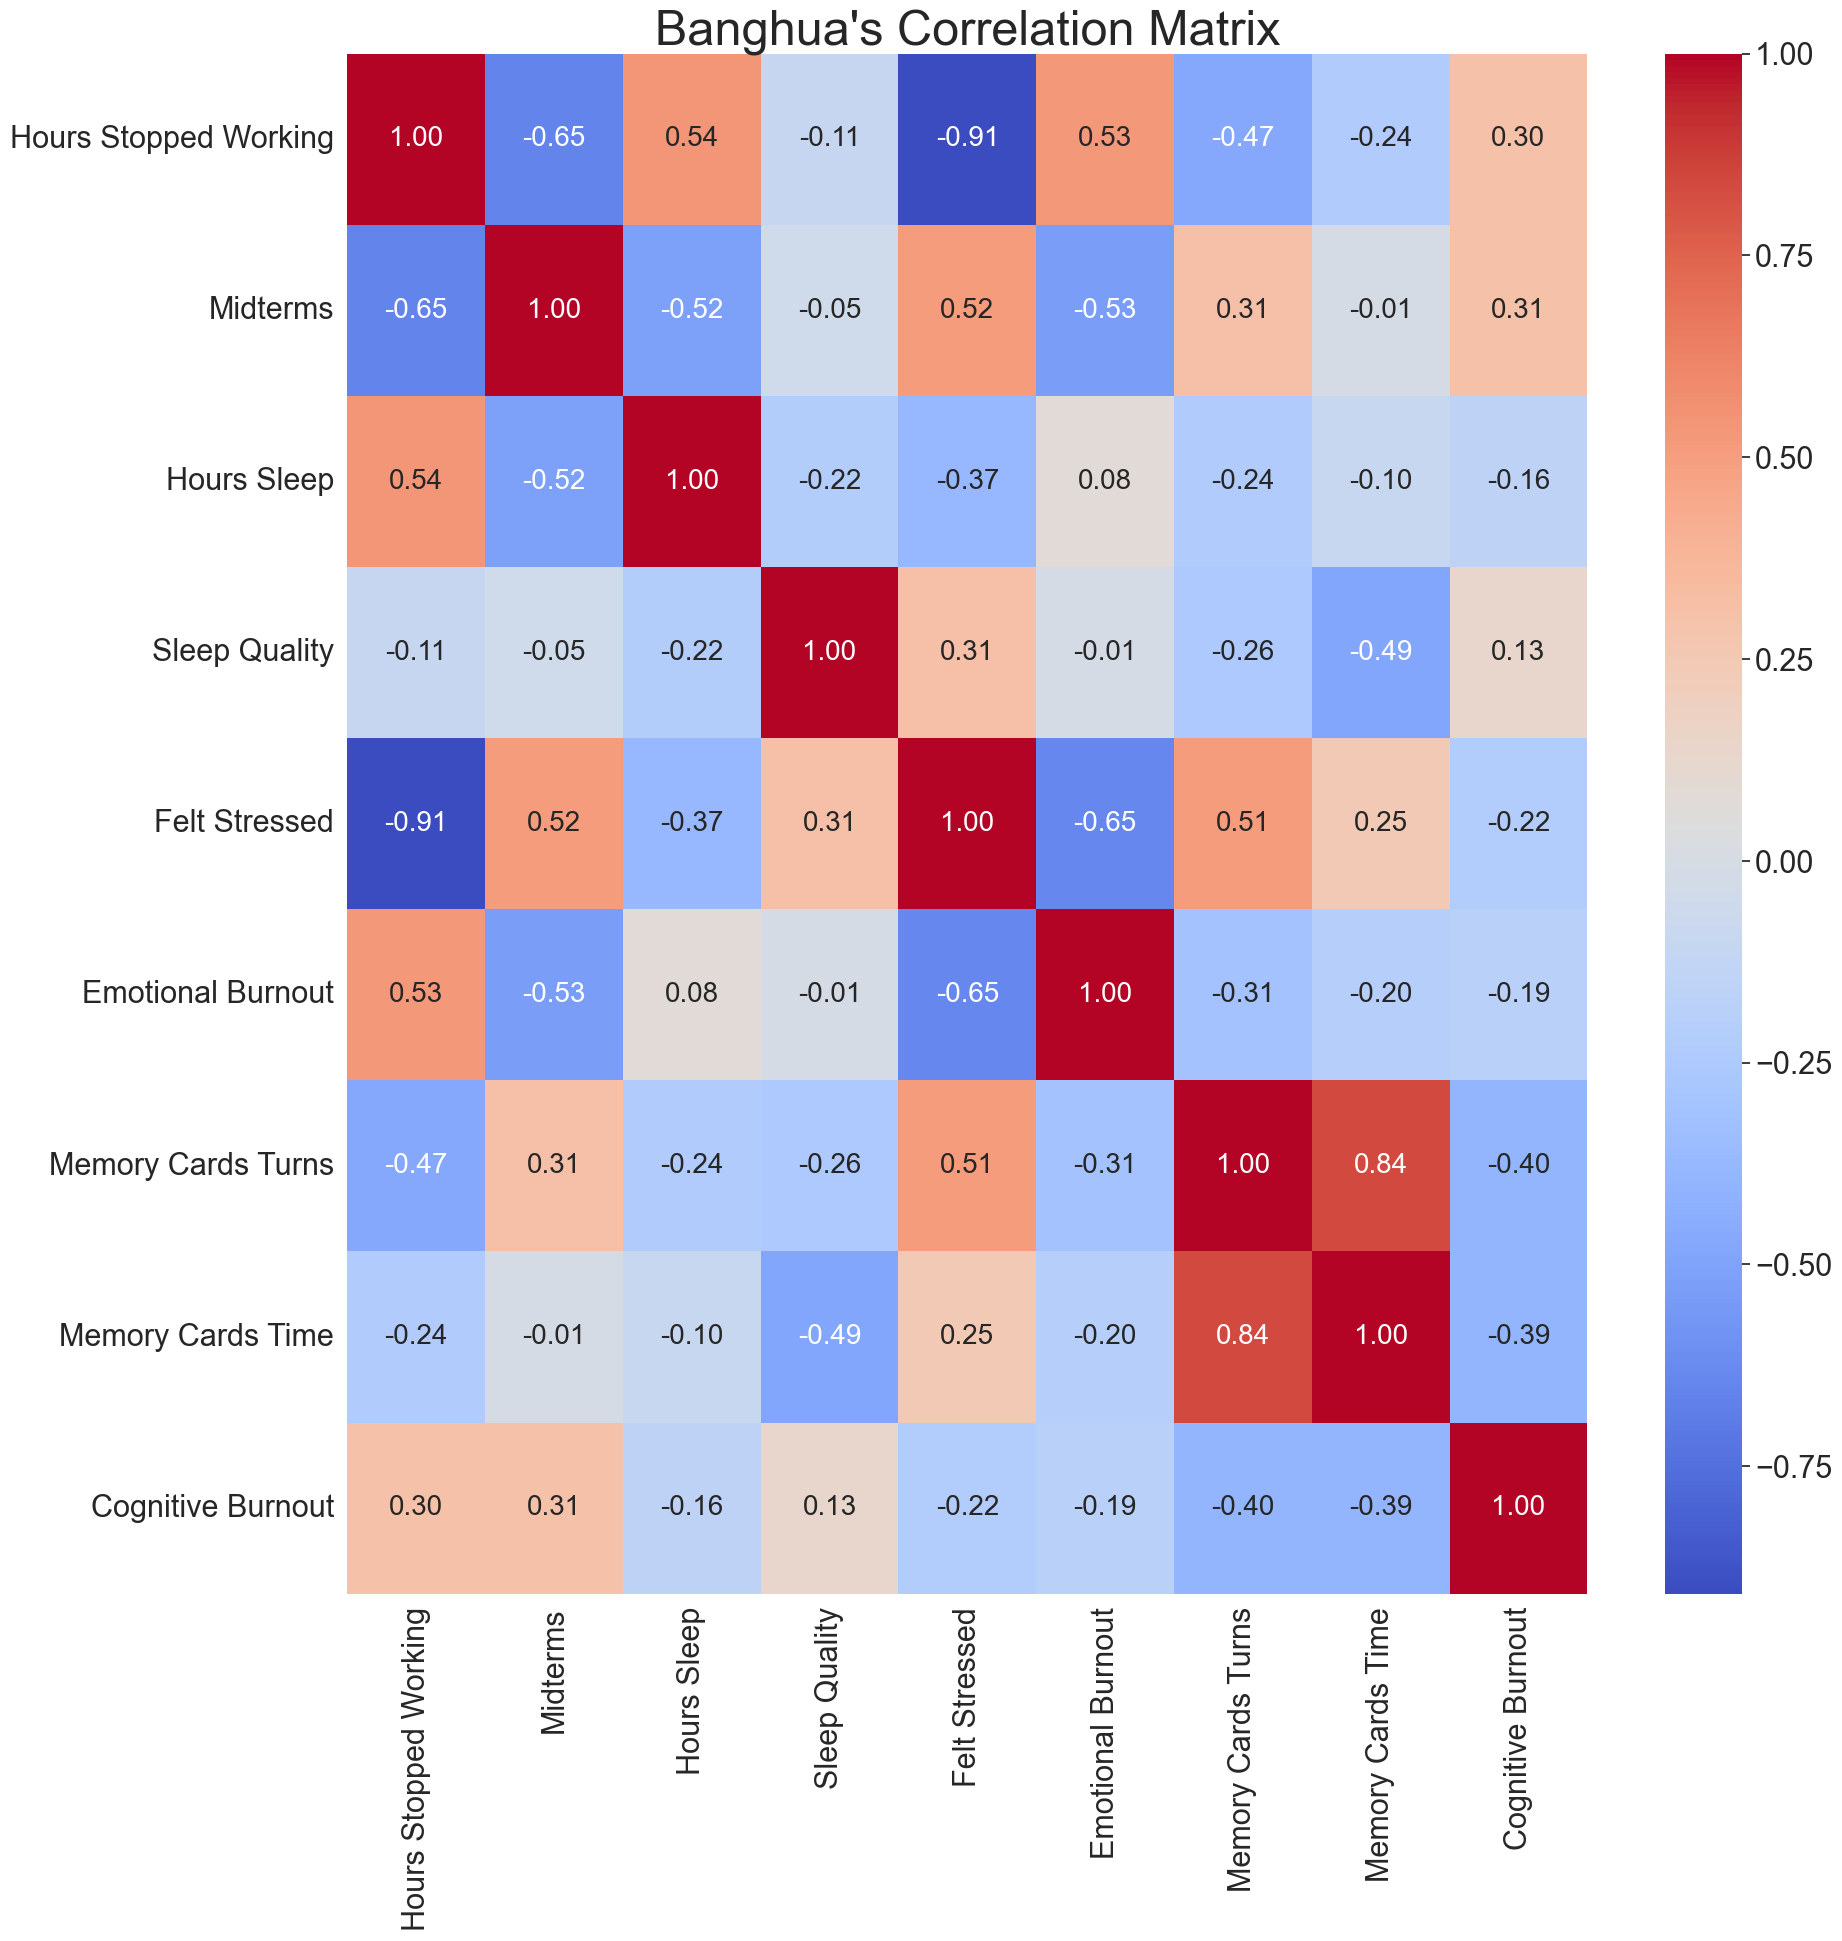 Banghua's Correlation Matrix
Hours Stopped Working 1.00 -0.65 0.54 -0.11 -0.91 0.53 -0.47 -0.24 0.30
Midterms -0.65 1.00 -0.52 -0.05 0.52 -0.53 0.31 -0.01 0.31
Hours Sleep 0.54 -0.52 1.00 -0.22 -0.37 0.08 -0.24 -0.10 -0.16
Sleep Quality -0.11 -0.05 -0.22 1.00 0.31 -0.01 -0.26 -0.49 0.13
Felt Stressed -0.91 0.52 -0.37 0.31 1.00 -0.65 0.51 0.25 -0.22
Emotional Burnout 0.53 -0.53 0.08 -0.01 -0.65 1.00 -0.31 -0.20 -0.19
Memory Cards Turns -0.47 0.31 -0.24 -0.26 0.51 -0.31 1.00 0.84 -0.40
Memory Cards Time -0.24 -0.01 -0.10 -0.49 0.25 -0.20 0.84 1.00 -0.39
Cognitive Burnout 0.30 0.31 -0.16 0.13 -0.22 -0.19 -0.40 -0.39 1.00
Hours Stopped Working
Midterms
Hours Sleep
Sleep Quality
Felt Stressed
Emotional Burnout
Memory Cards Turns
Memory Cards Time
Cognitive Burnout
1.00
0.75
0.50
0.25
0.00
−0.25
−0.50
−0.75